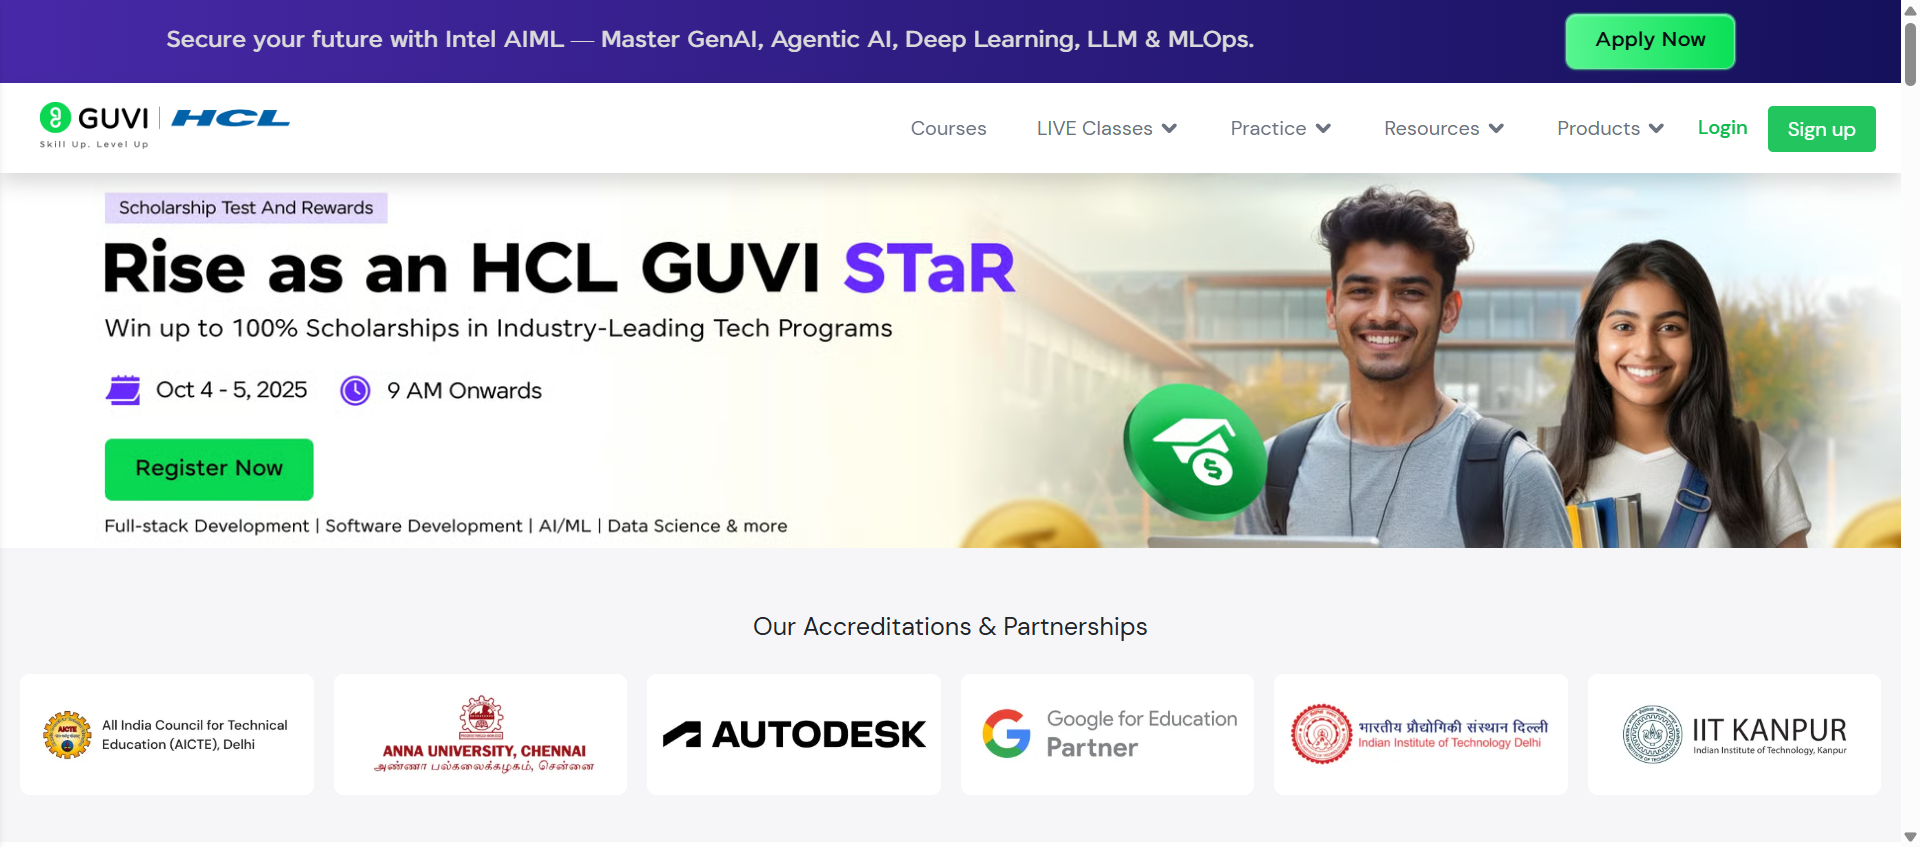 Secure your future with Intel AIML — Master GenAI, Agentic AI, Deep Learning, LLM & MLOps.
Apply Now
GUVI | HCL
Skill Up. Level Up
Courses
LIVE Classes
Practice
Resources
Products
Login
Sign up
Scholarship Test And Rewards
Rise as an HCL GUVI STaR
Win up to 100% Scholarships in Industry-Leading Tech Programs
Oct 4 - 5, 2025
9 AM Onwards
Register Now
Full-stack Development | Software Development | AI/ML | Data Science & more
Our Accreditations & Partnerships
AICTE
All India Council for Technical
Education (AICTE), Delhi
ANNA UNIVERSITY, CHENNAI
அண்ணா பல்கலைக்கழகம், சென்னை
AUTODESK
Google for Education
Partner
भारतीय प्रौद्योगिकी संस्थान दिल्ली
Indian Institute of Technology Delhi
IIT KANPUR
Indian Institute of Technology, Kanpur